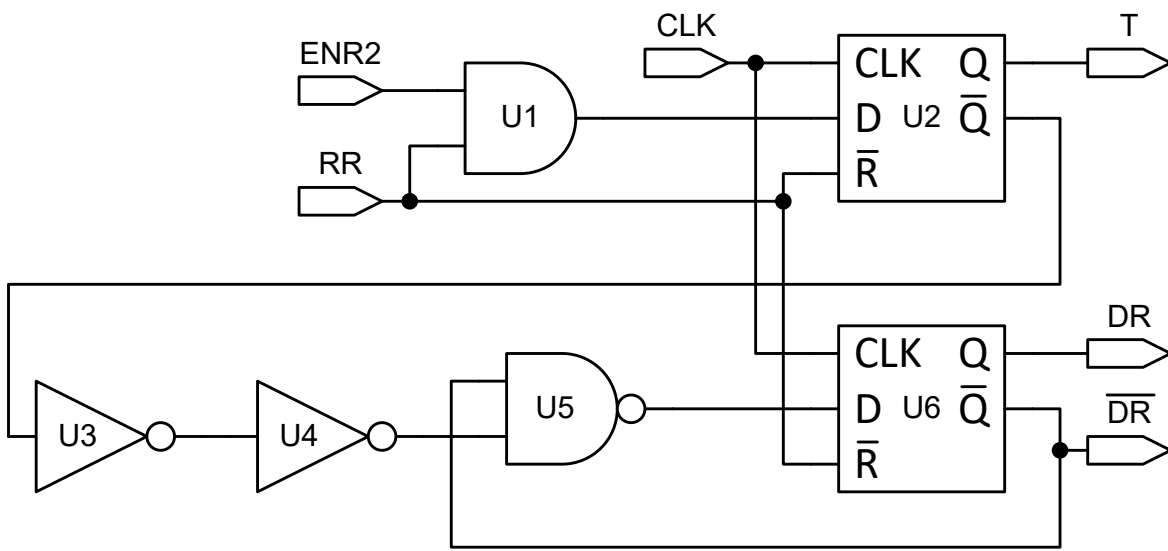 CLK
T
ENR2
CLK Q
U1
D U2 Q̅
RR
R̅
DR
CLK Q
U5
D U6 Q̅
D̅R̅
U3
U4
R̅